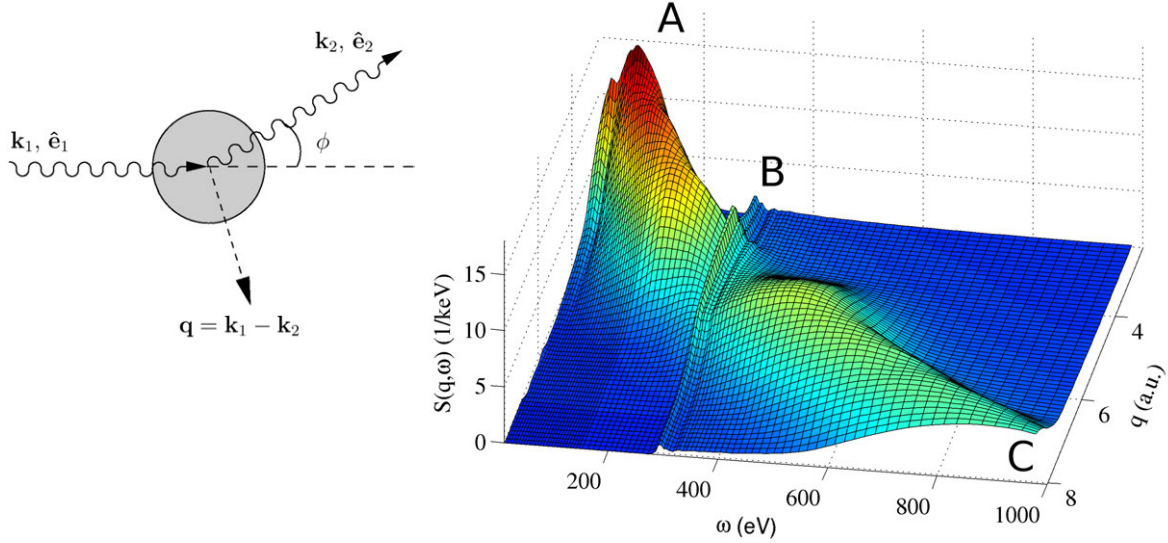 k₂, ê₂
k₁, ê₁
ϕ
q = k₁ − k₂
A
B
C
S(q,ω) (1/keV)
15
10
5
0
200
400
600
800
1000
ω (eV)
4
6
8
q (a.u.)